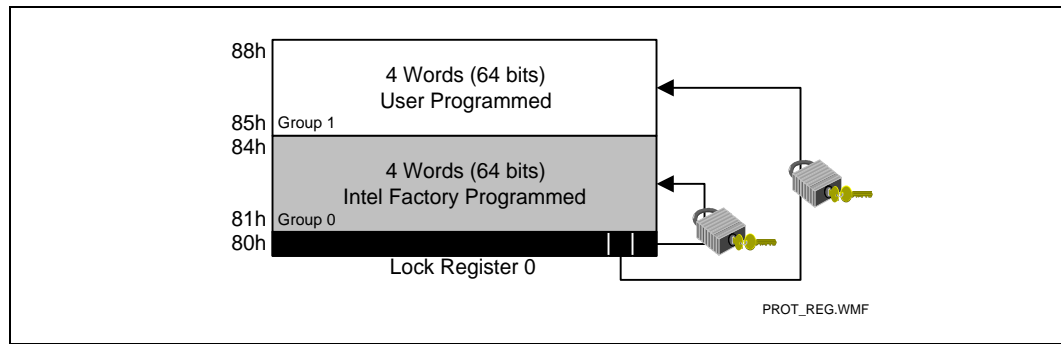 88h
4 Words (64 bits)
User Programmed
85h
Group 1
84h
4 Words (64 bits)
Intel Factory Programmed
81h
Group 0
80h
Lock Register 0
PROT_REG.WMF